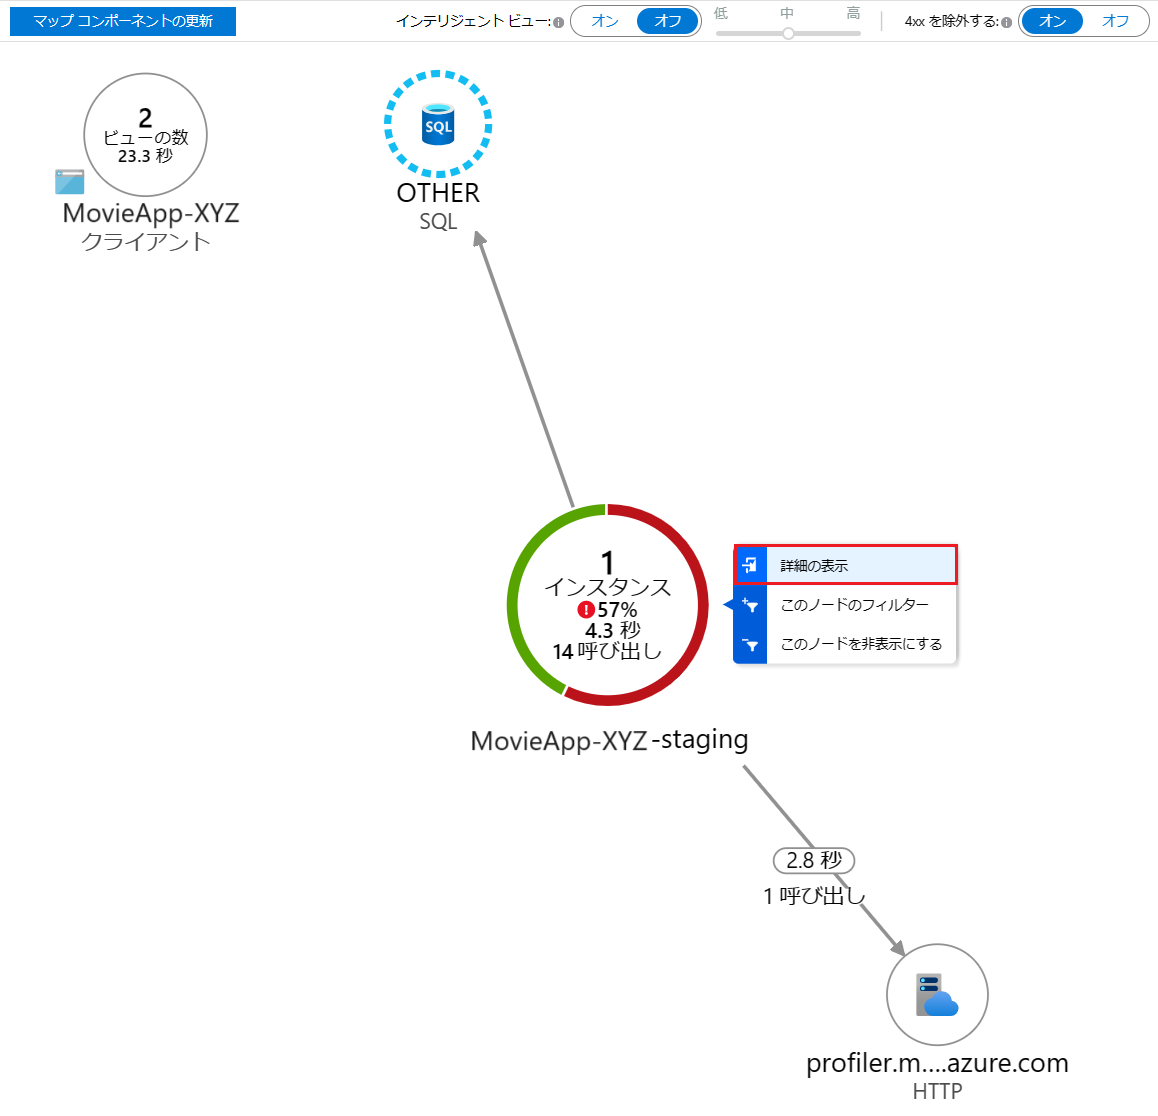 マップ コンポーネントの更新
インテリジェント ビュー:
オン
オフ
低
中
高
4xx を除外する:
オン
オフ
2
ビューの数
23.3 秒
MovieApp-XYZ
クライアント
SQL
OTHER
SQL
1
インスタンス
57%
4.3 秒
14 呼び出し
詳細の表示
このノードのフィルター
このノードを非表示にする
MovieApp-XYZ-staging
2.8 秒
1 呼び出し
profiler.m....azure.com
HTTP